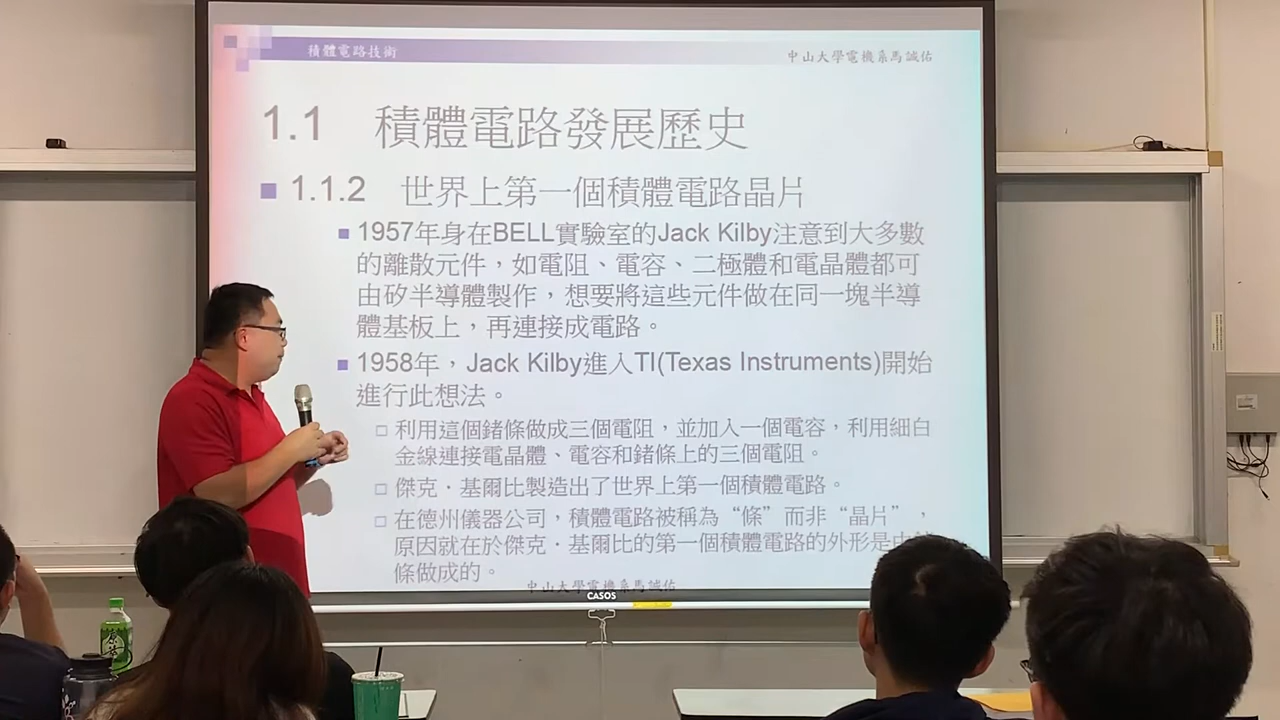 積體電路技術
中山大學電機系馬誠佑
1.1 積體電路發展歷史
1.1.2 世界上第一個積體電路晶片
1957年身在BELL實驗室的Jack Kilby注意到大多數
的離散元件，如電阻、電容、二極體和電晶體都可
由矽半導體製作，想要將這些元件做在同一塊半導
體基板上，再連接成電路。
1958年，Jack Kilby進入TI(Texas Instruments)開始
進行此想法。
利用這個鍺條做成三個電阻，並加入一個電容，利用細白
金線連接電晶體、電容和鍺條上的三個電阻。
傑克．基爾比製造出了世界上第一個積體電路。
在德州儀器公司，積體電路被稱為“條”而非“晶片”，
原因就在於傑克．基爾比的第一個積體電路的外形是由
條做成的。
中山大學電機系馬誠佑
CASOS